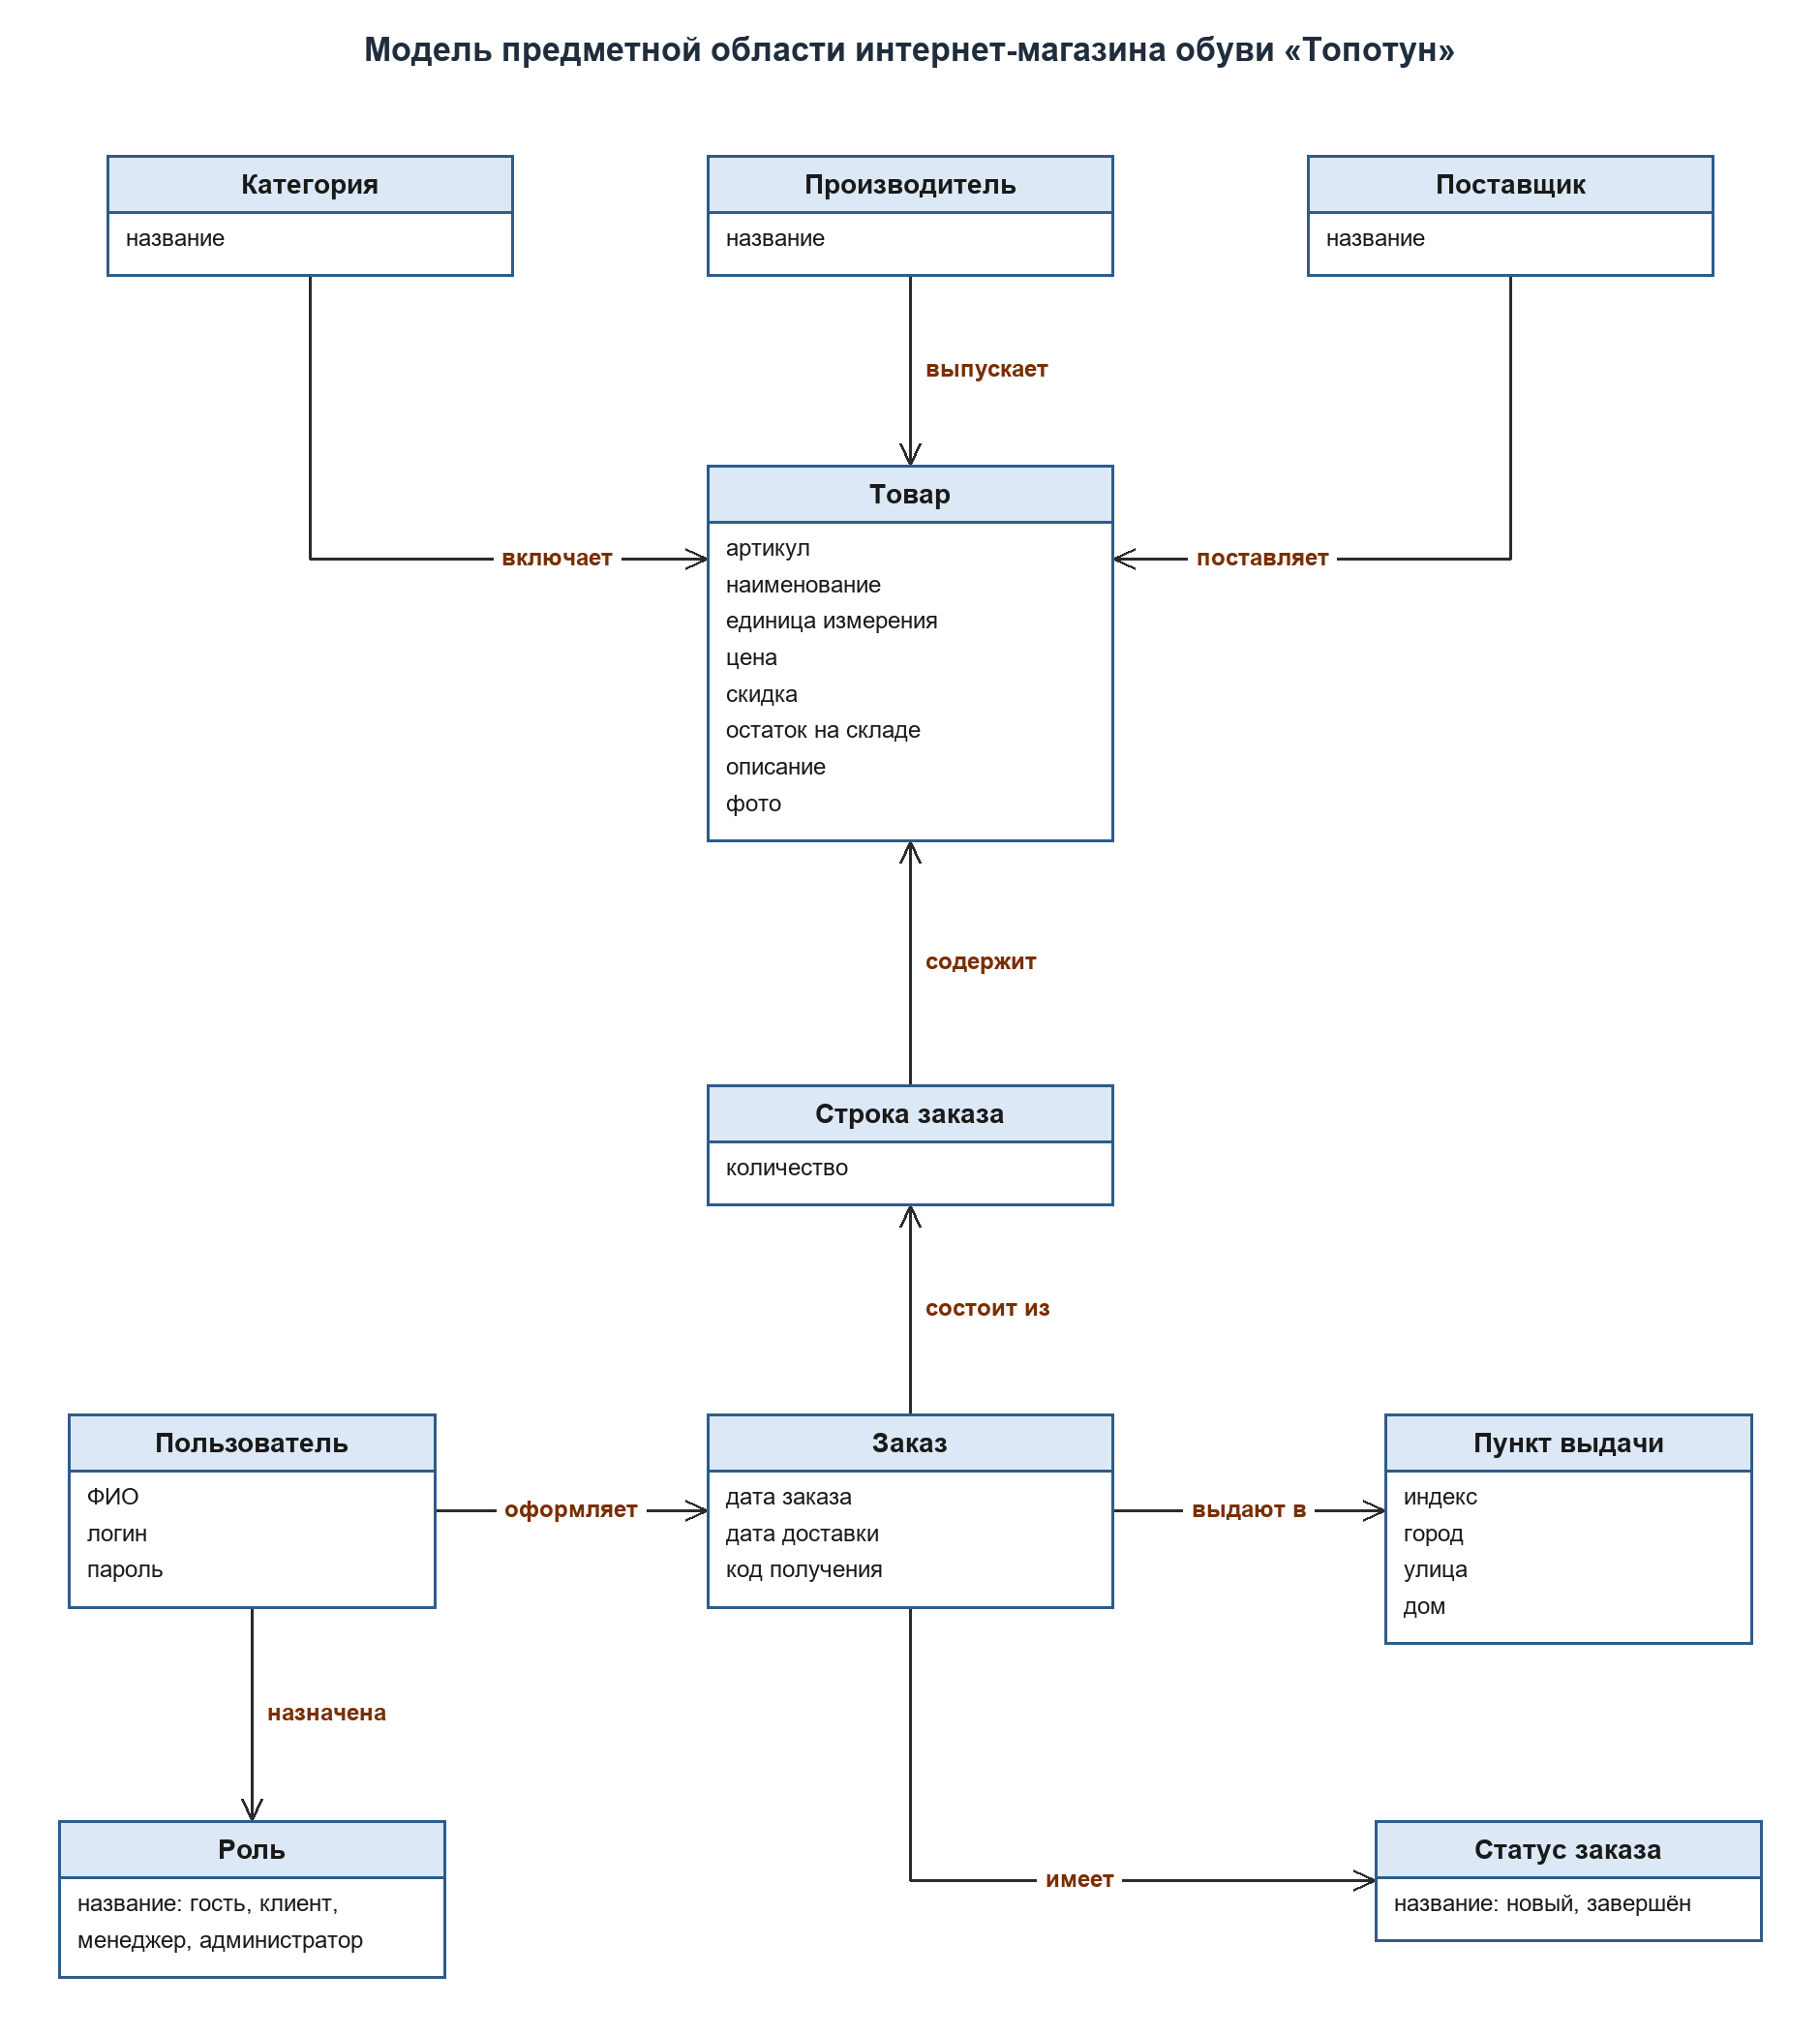 Модель предметной области интернет-магазина обуви «Топотун»
Категория
название
Производитель
название
Поставщик
название
выпускает
включает
поставляет
Товар
артикул
наименование
единица измерения
цена
скидка
остаток на складе
описание
фото
содержит
Строка заказа
количество
состоит из
Пользователь
ФИО
логин
пароль
оформляет
Заказ
дата заказа
дата доставки
код получения
выдают в
Пункт выдачи
индекс
город
улица
дом
назначена
Роль
название: гость, клиент,
менеджер, администратор
имеет
Статус заказа
название: новый, завершён